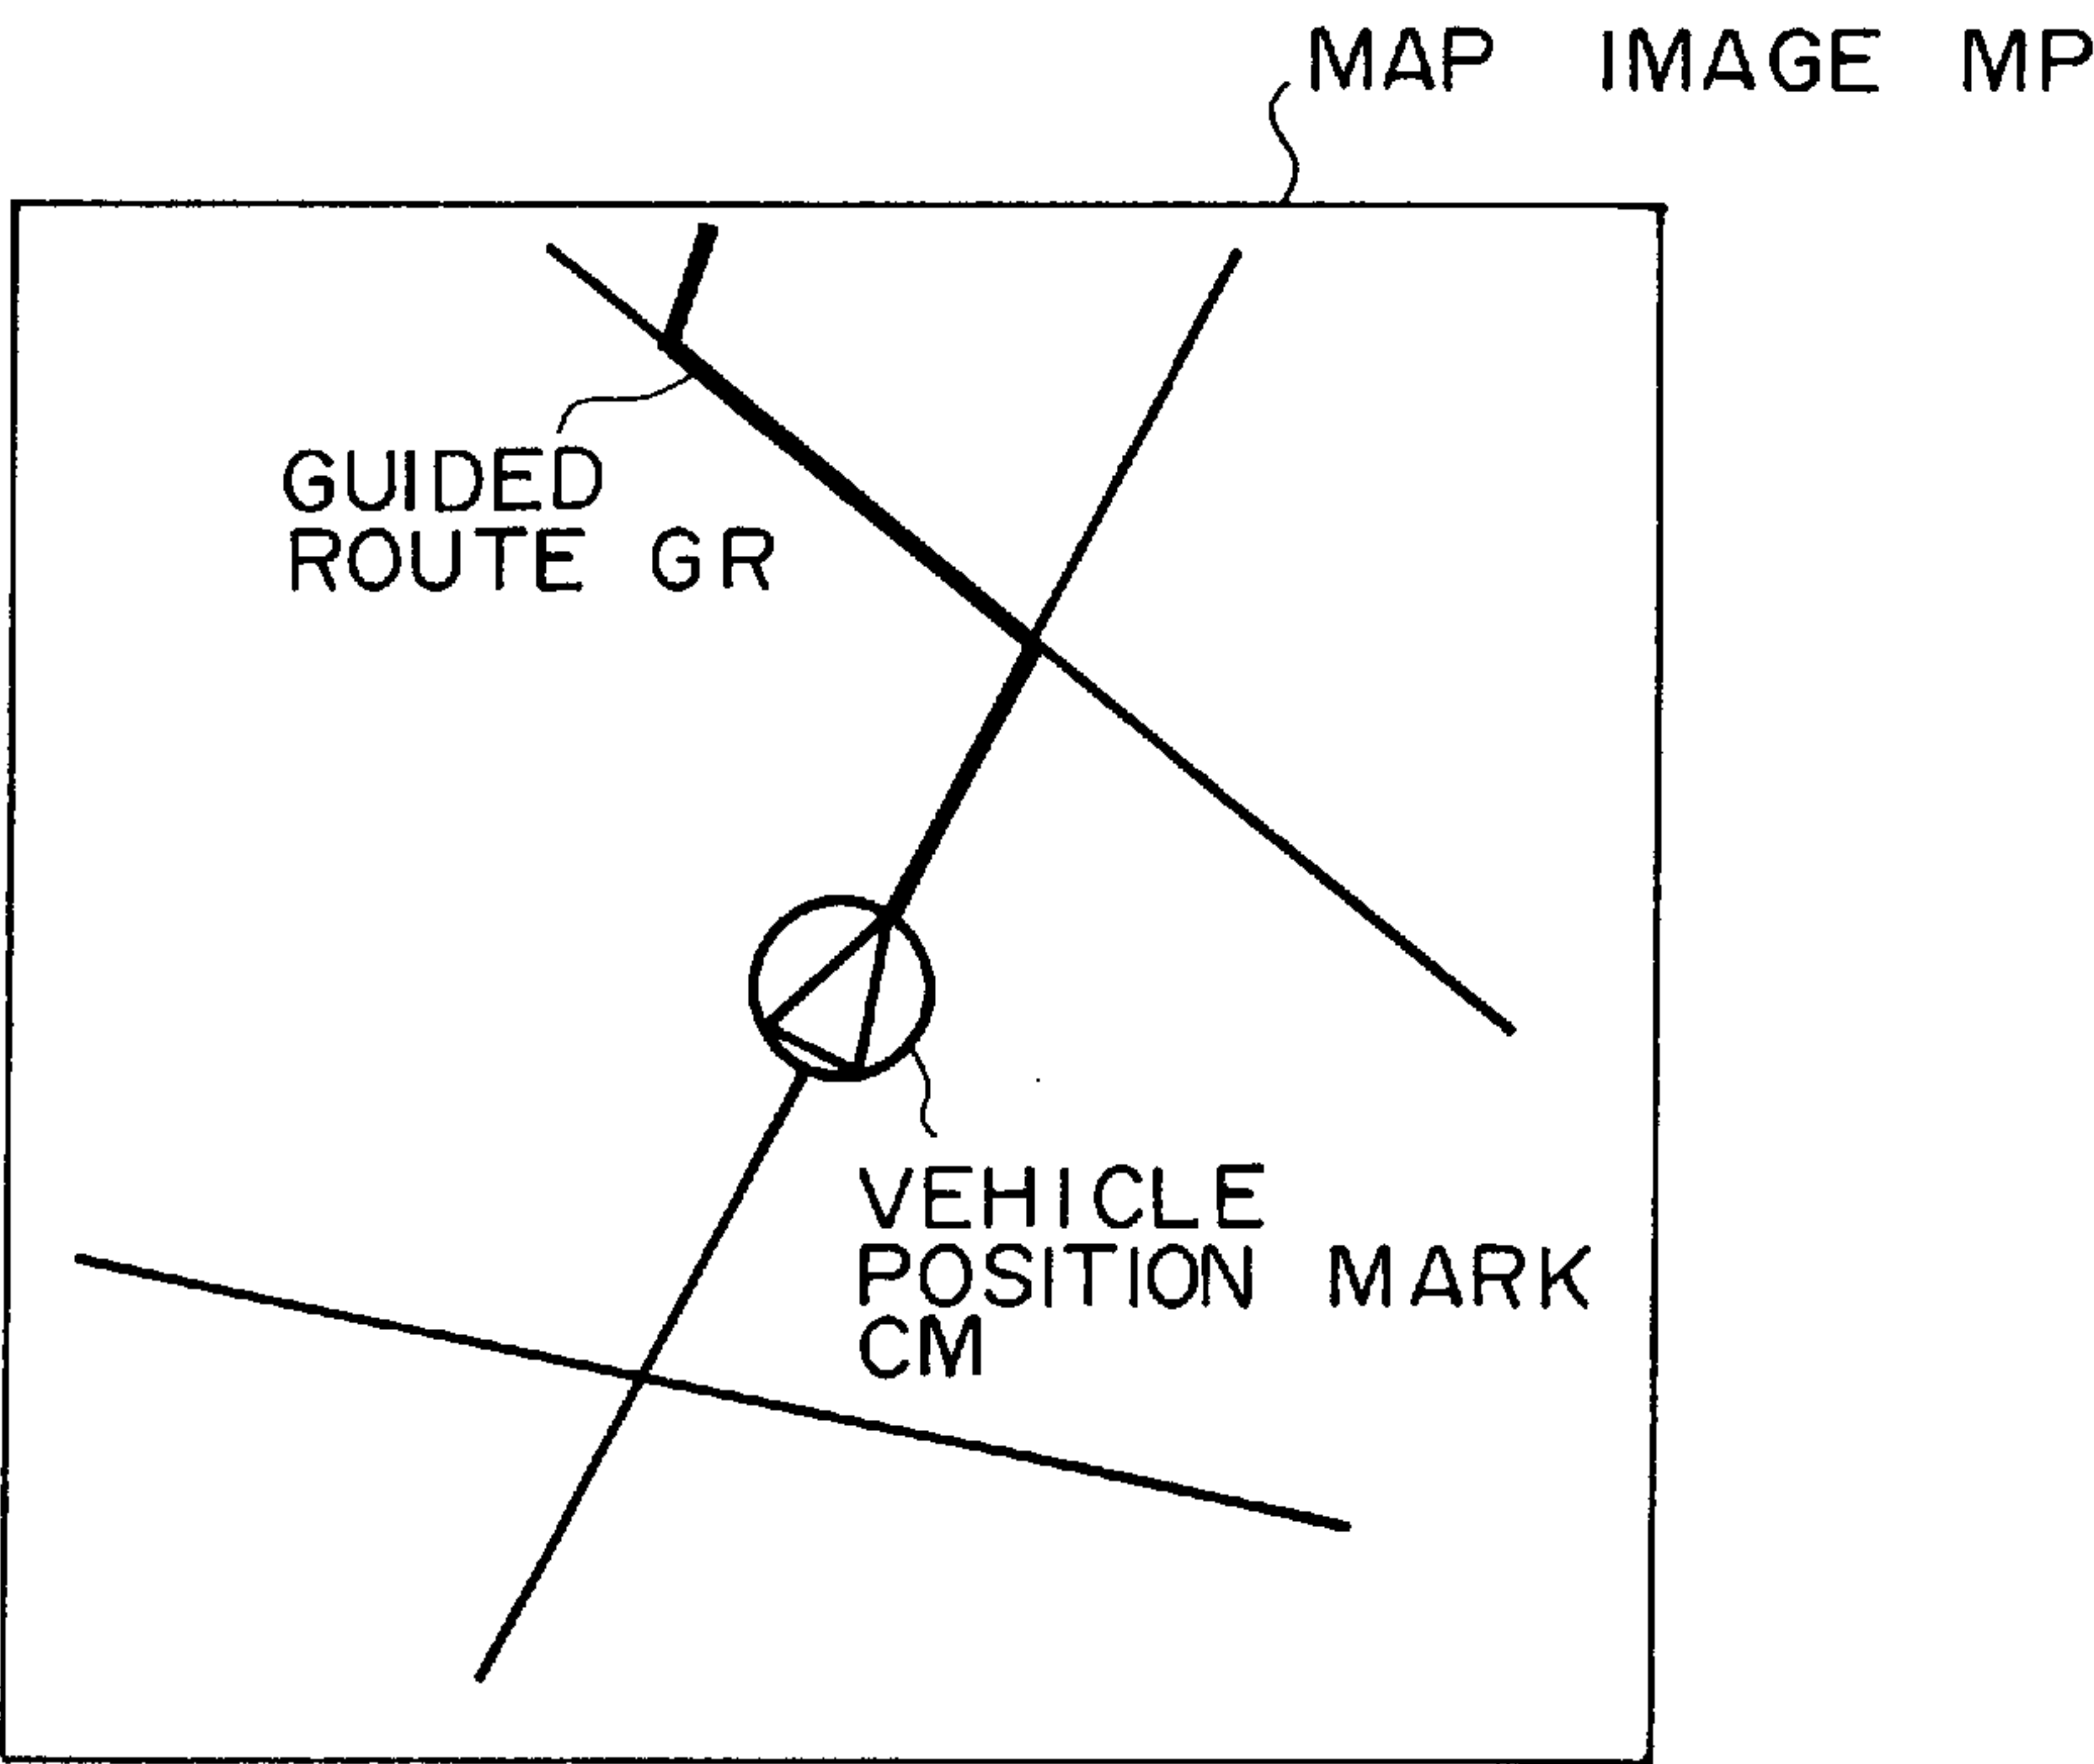 MAP IMAGE MP
GUIDED
ROUTE GR
VEHICLE
POSITION MARK
CM